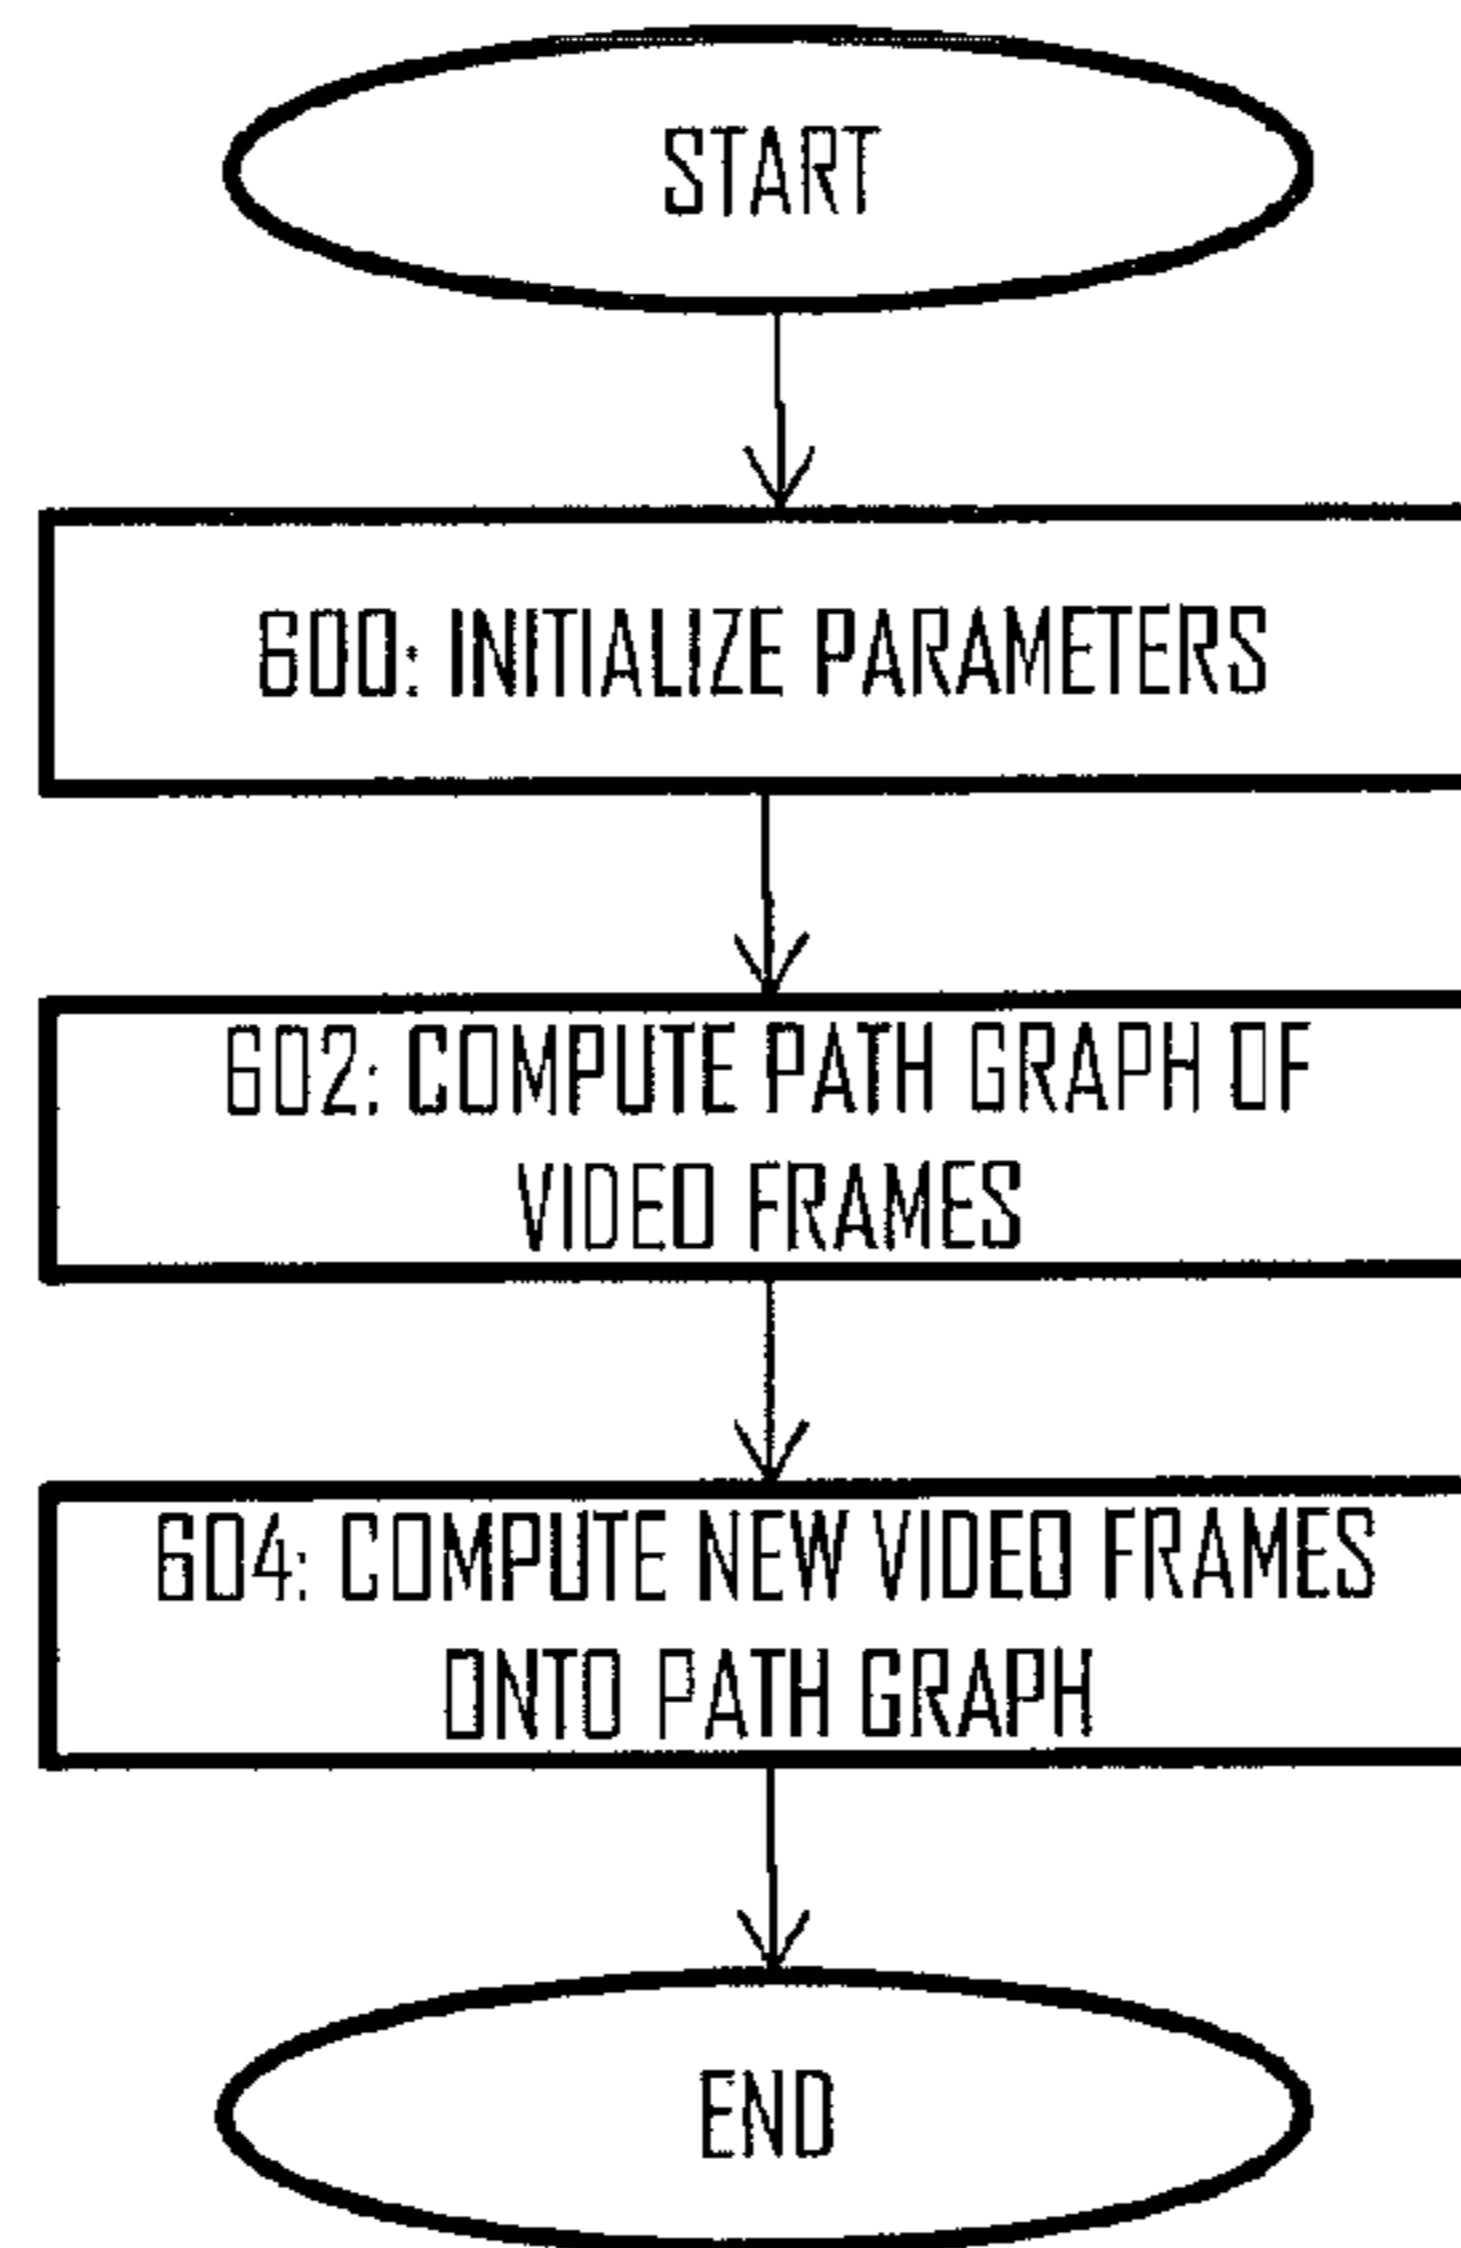 START
600: INITIALIZE PARAMETERS
602: COMPUTE PATH GRAPH OF
VIDEO FRAMES
604: COMPUTE NEW VIDEO FRAMES
ONTO PATH GRAPH
END